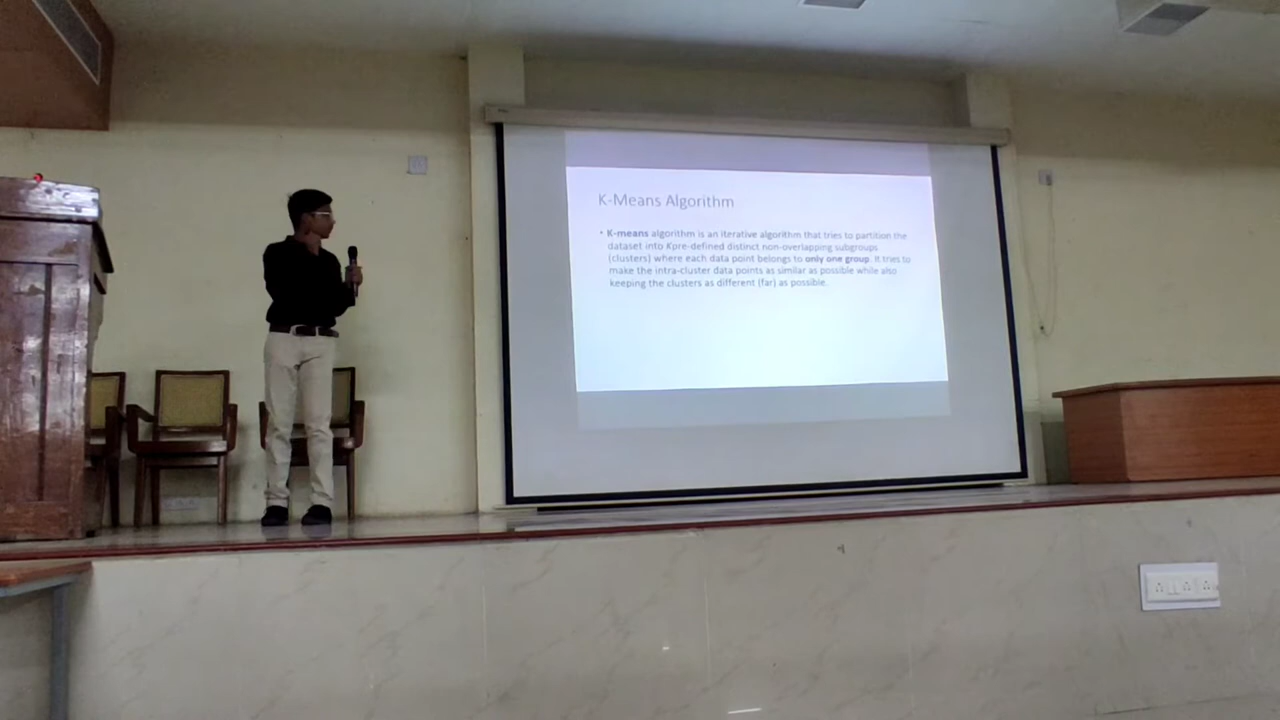 K-Means Algorithm
• K-means algorithm is an iterative algorithm that tries to partition the
dataset into Kpre-defined distinct non-overlapping subgroups
(clusters) where each data point belongs to only one group. It tries to
make the intra-cluster data points as similar as possible while also
keeping the clusters as different (far) as possible.